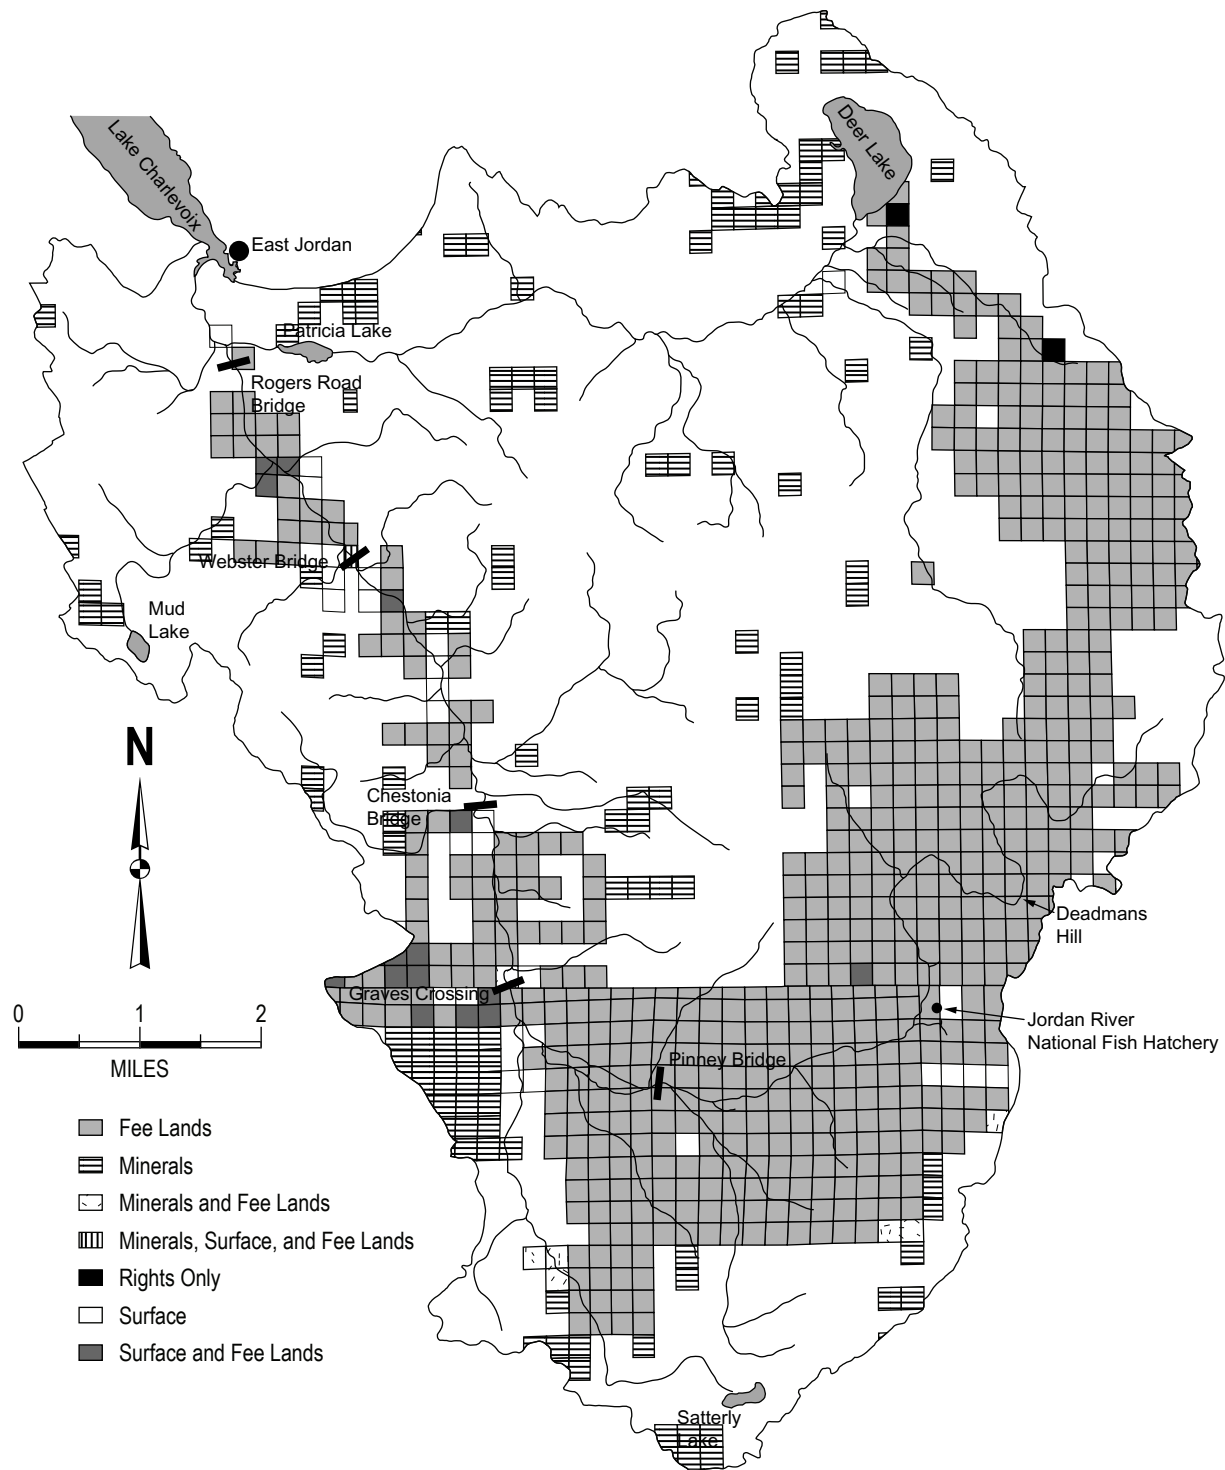 Deer Lake
Lake Charlevoix
East Jordan
Patricia Lake
Rogers Road
Bridge
Webster Bridge
Mud
Lake
N
Chestonia
Bridge
Deadmans
Hill
Graves Crossing
0 1 2
MILES
Jordan River
National Fish Hatchery
Pinney Bridge
Fee Lands
Minerals
Minerals and Fee Lands
Minerals, Surface, and Fee Lands
Rights Only
Surface
Surface and Fee Lands
Satterly
Lake